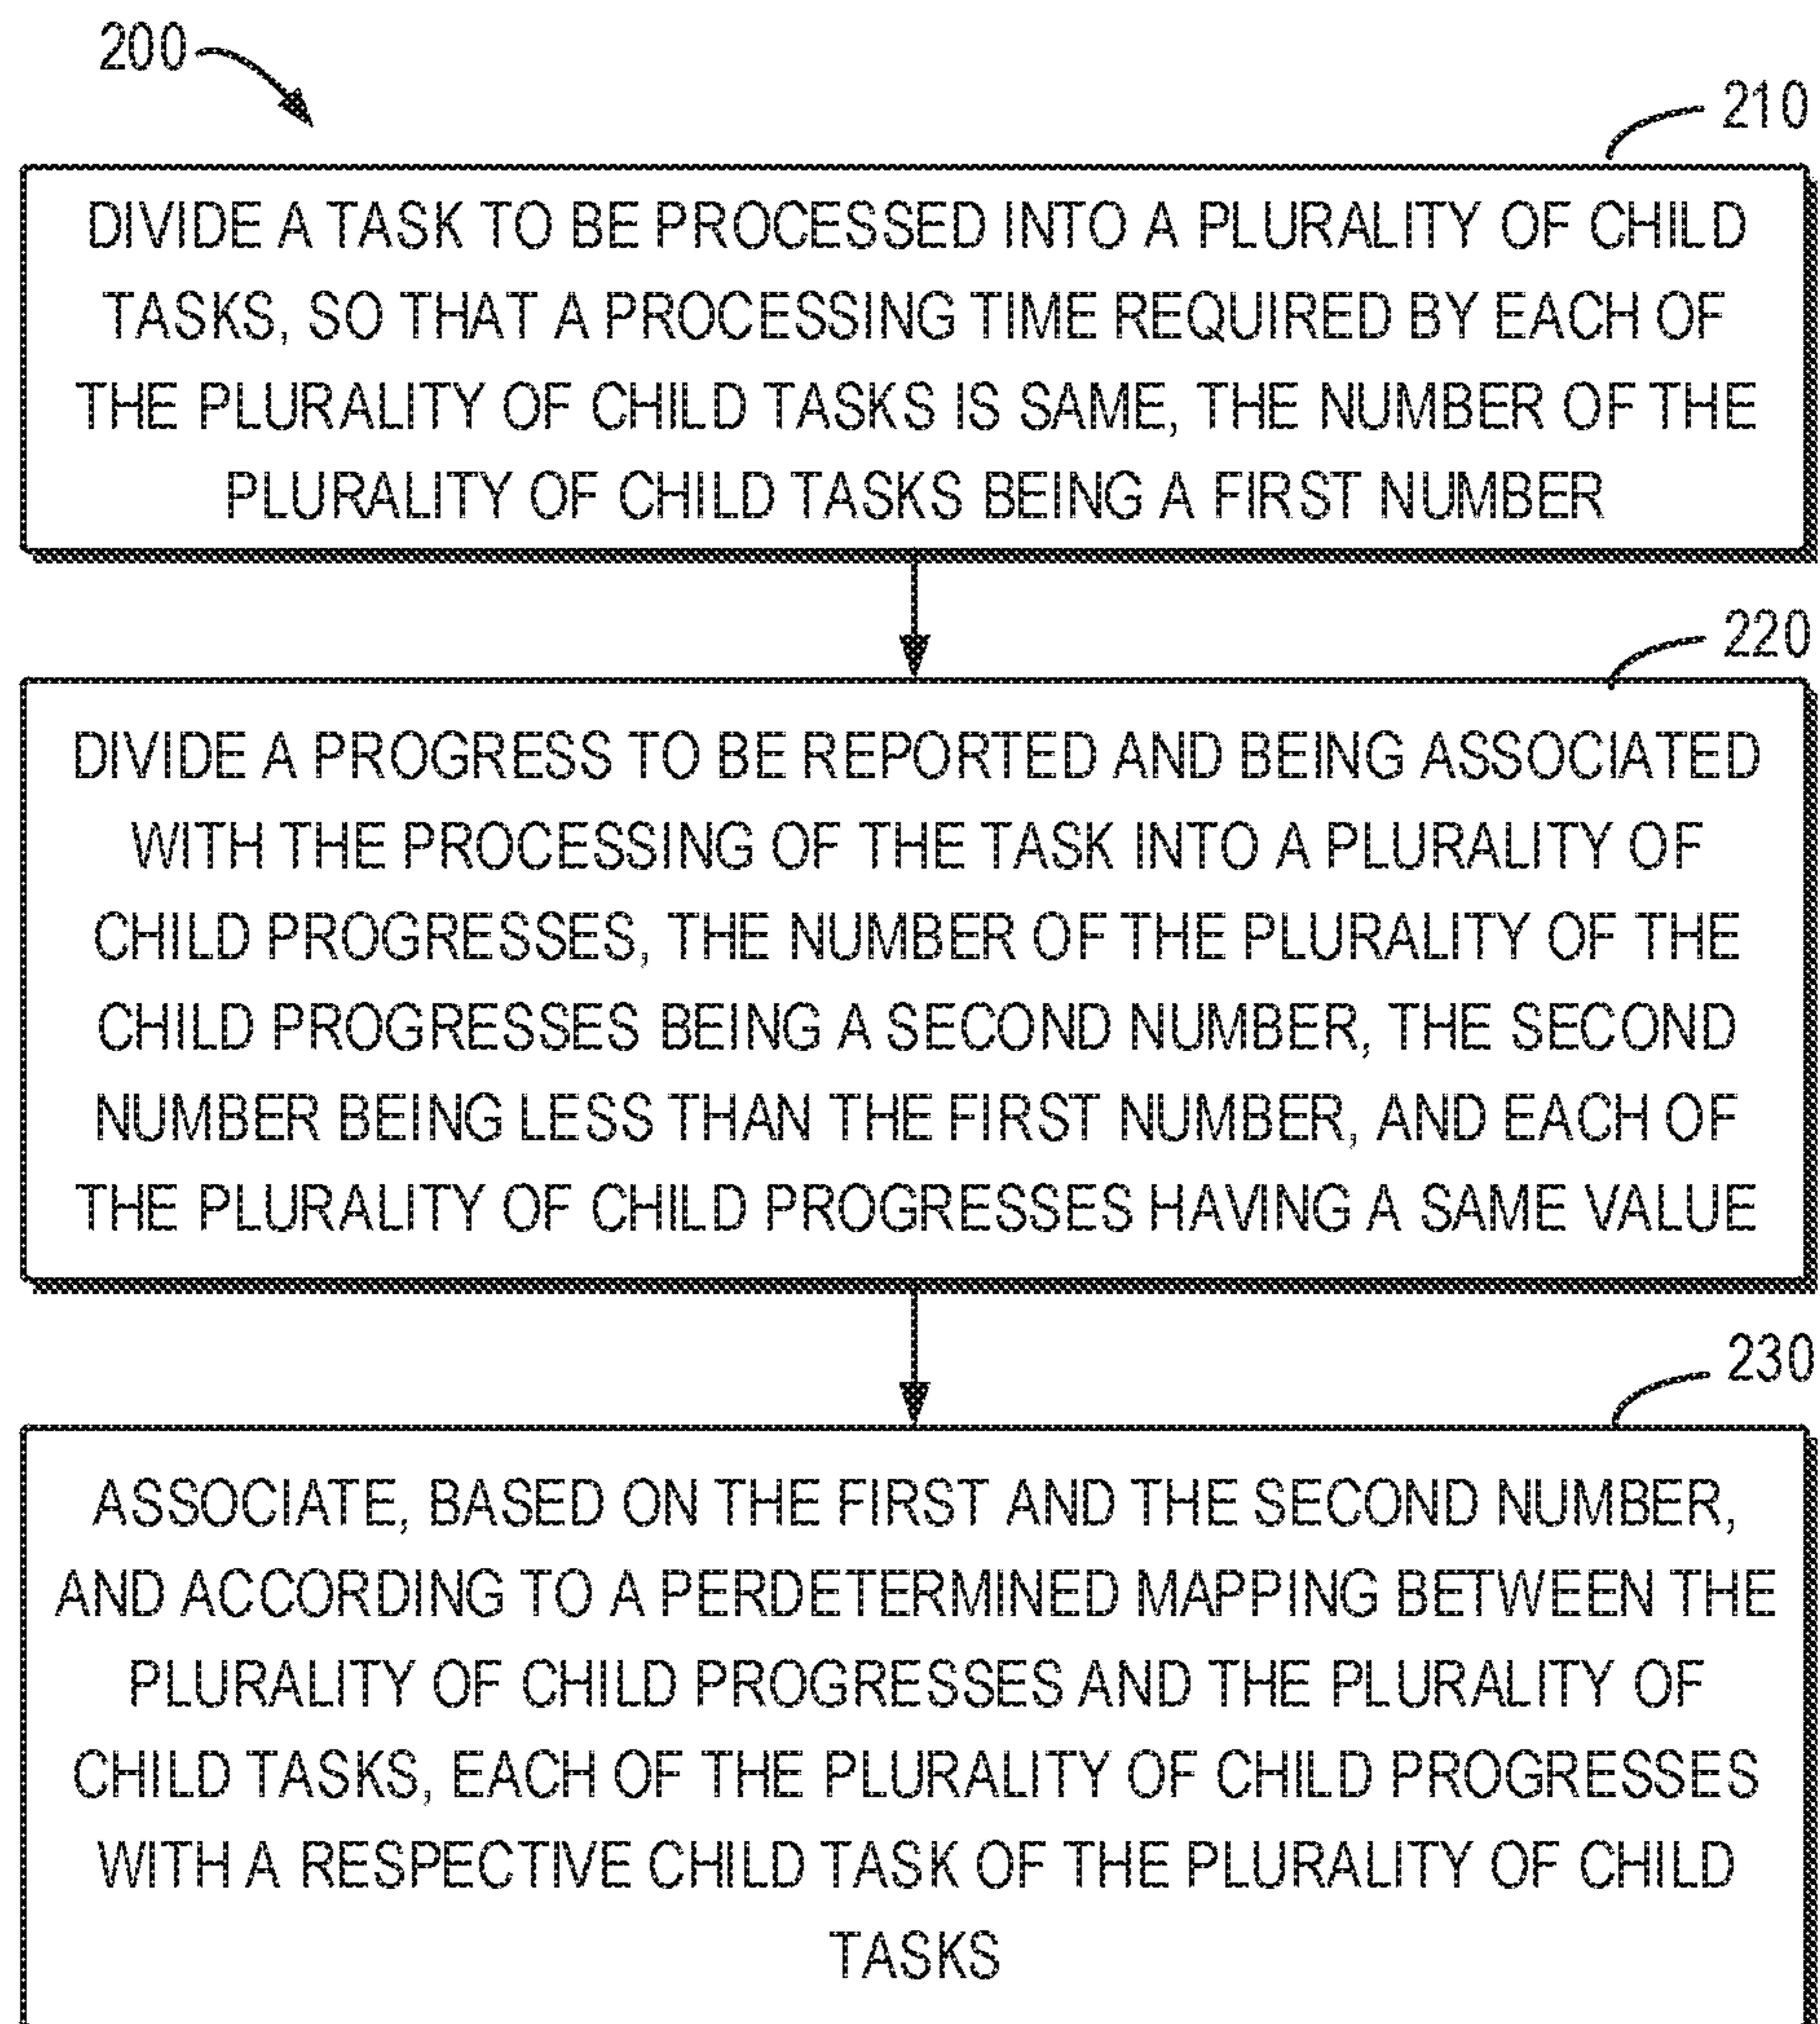 200
210
DIVIDE A TASK TO BE PROCESSED INTO A PLURALITY OF CHILD
TASKS, SO THAT A PROCESSING TIME REQUIRED BY EACH OF
THE PLURALITY OF CHILD TASKS IS SAME, THE NUMBER OF THE
PLURALITY OF CHILD TASKS BEING A FIRST NUMBER
220
DIVIDE A PROGRESS TO BE REPORTED AND BEING ASSOCIATED
WITH THE PROCESSING OF THE TASK INTO A PLURALITY OF
CHILD PROGRESSES, THE NUMBER OF THE PLURALITY OF THE
CHILD PROGRESSES BEING A SECOND NUMBER, THE SECOND
NUMBER BEING LESS THAN THE FIRST NUMBER, AND EACH OF
THE PLURALITY OF CHILD PROGRESSES HAVING A SAME VALUE
230
ASSOCIATE, BASED ON THE FIRST AND THE SECOND NUMBER,
AND ACCORDING TO A PERDETERMINED MAPPING BETWEEN THE
PLURALITY OF CHILD PROGRESSES AND THE PLURALITY OF
CHILD TASKS, EACH OF THE PLURALITY OF CHILD PROGRESSES
WITH A RESPECTIVE CHILD TASK OF THE PLURALITY OF CHILD
TASKS